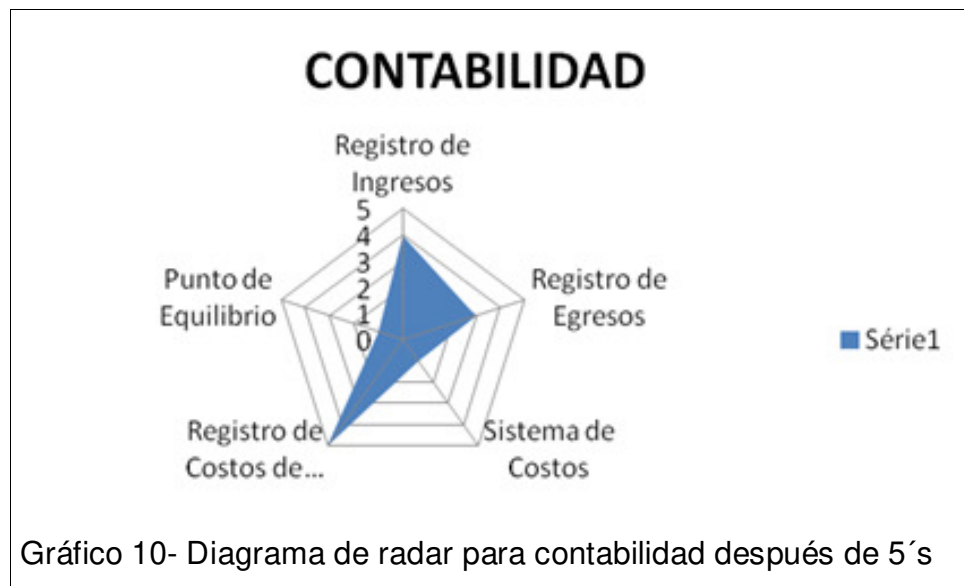 CONTABILIDAD
Registro de
Ingresos
5
4
3
2
1
0
Punto de
Equilibrio
Registro de
Egresos
Série1
Registro de
Costos de...
Sistema de
Costos
Gráfico 10- Diagrama de radar para contabilidad después de 5´s